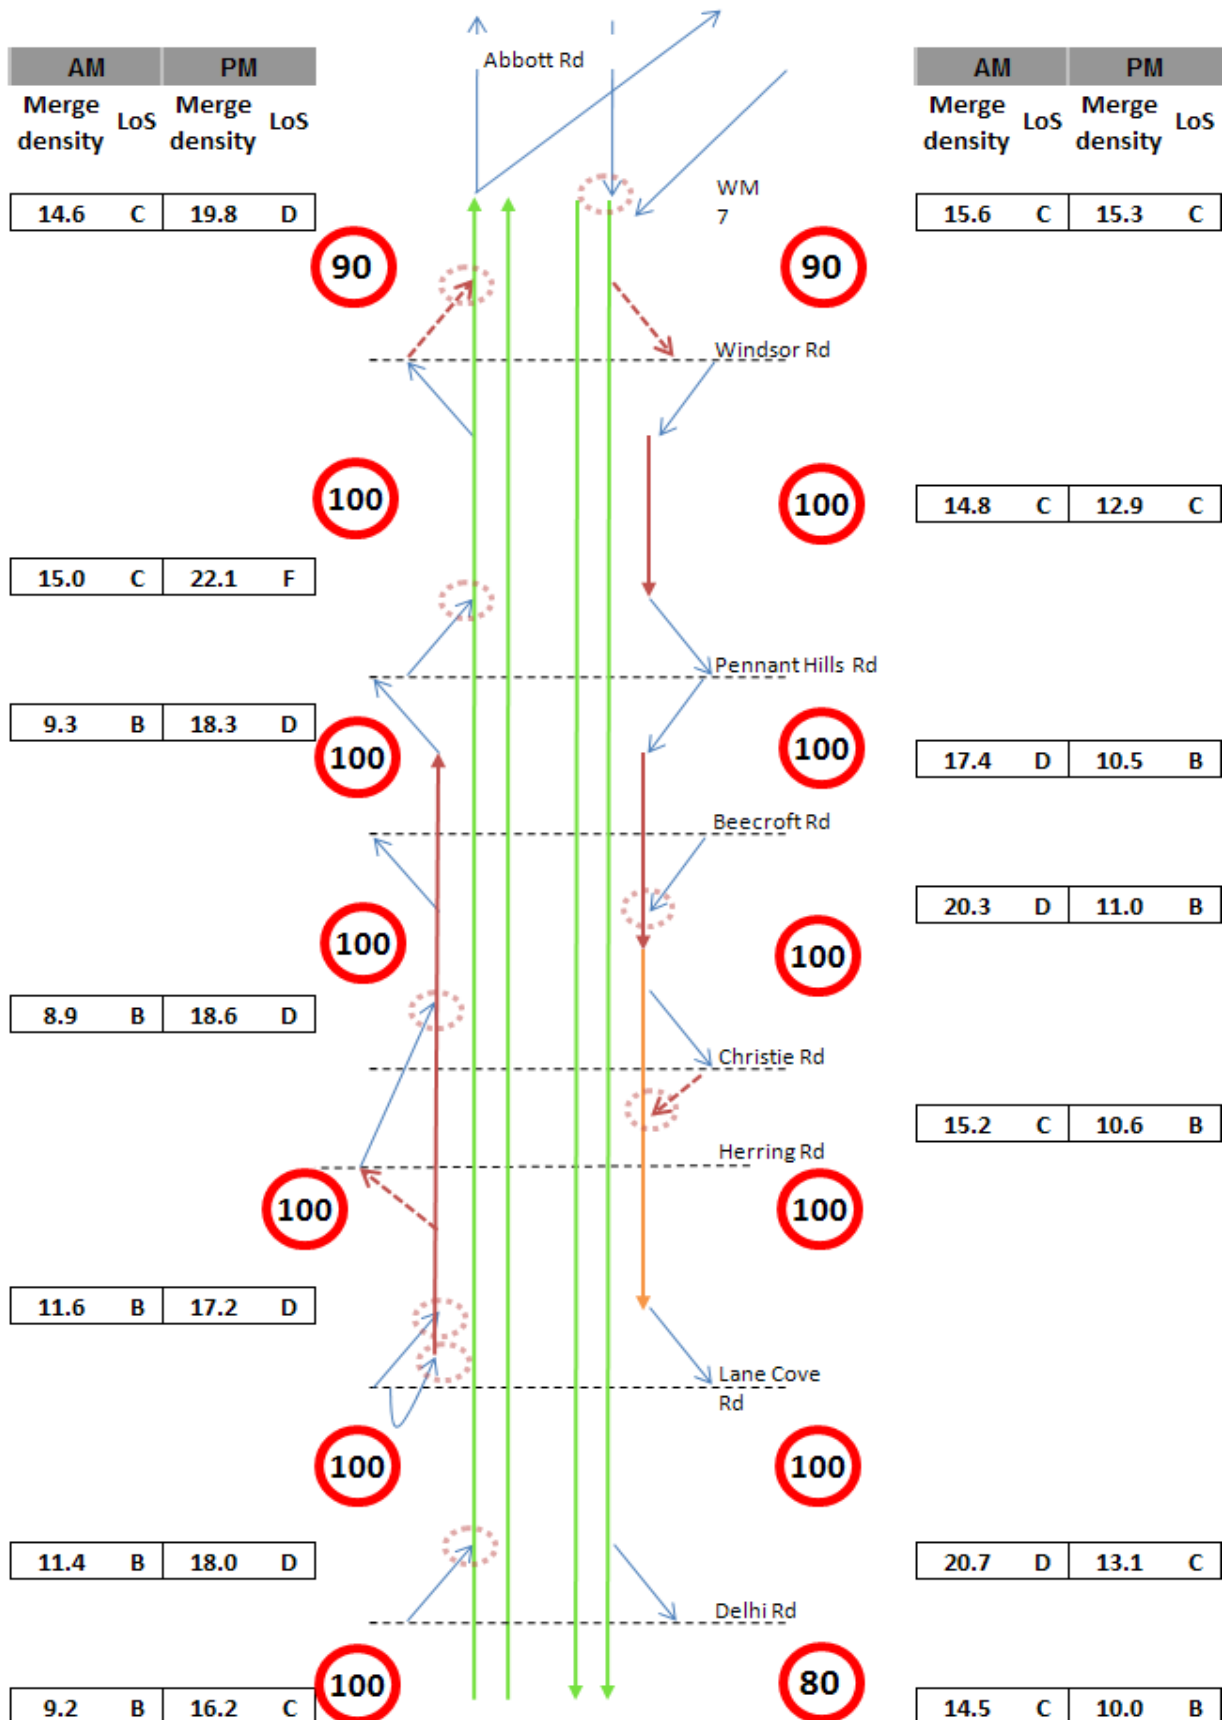 Abbott Rd
AM PM AM PM
Merge density LoS Merge density LoS Merge density LoS Merge density LoS
14.6 C 19.8 D WM 7 15.6 C 15.3 C
90 90
Windsor Rd
100 100 14.8 C 12.9 C
15.0 C 22.1 F
Pennant Hills Rd
9.3 B 18.3 D
100 100 17.4 D 10.5 B
Beecroft Rd
20.3 D 11.0 B
100 100
8.9 B 18.6 D
Christie Rd
15.2 C 10.6 B
Herring Rd
100 100
11.6 B 17.2 D
Lane Cove
Rd
100 100
11.4 B 18.0 D 20.7 D 13.1 C
Delhi Rd
100 80
9.2 B 16.2 C 14.5 C 10.0 B